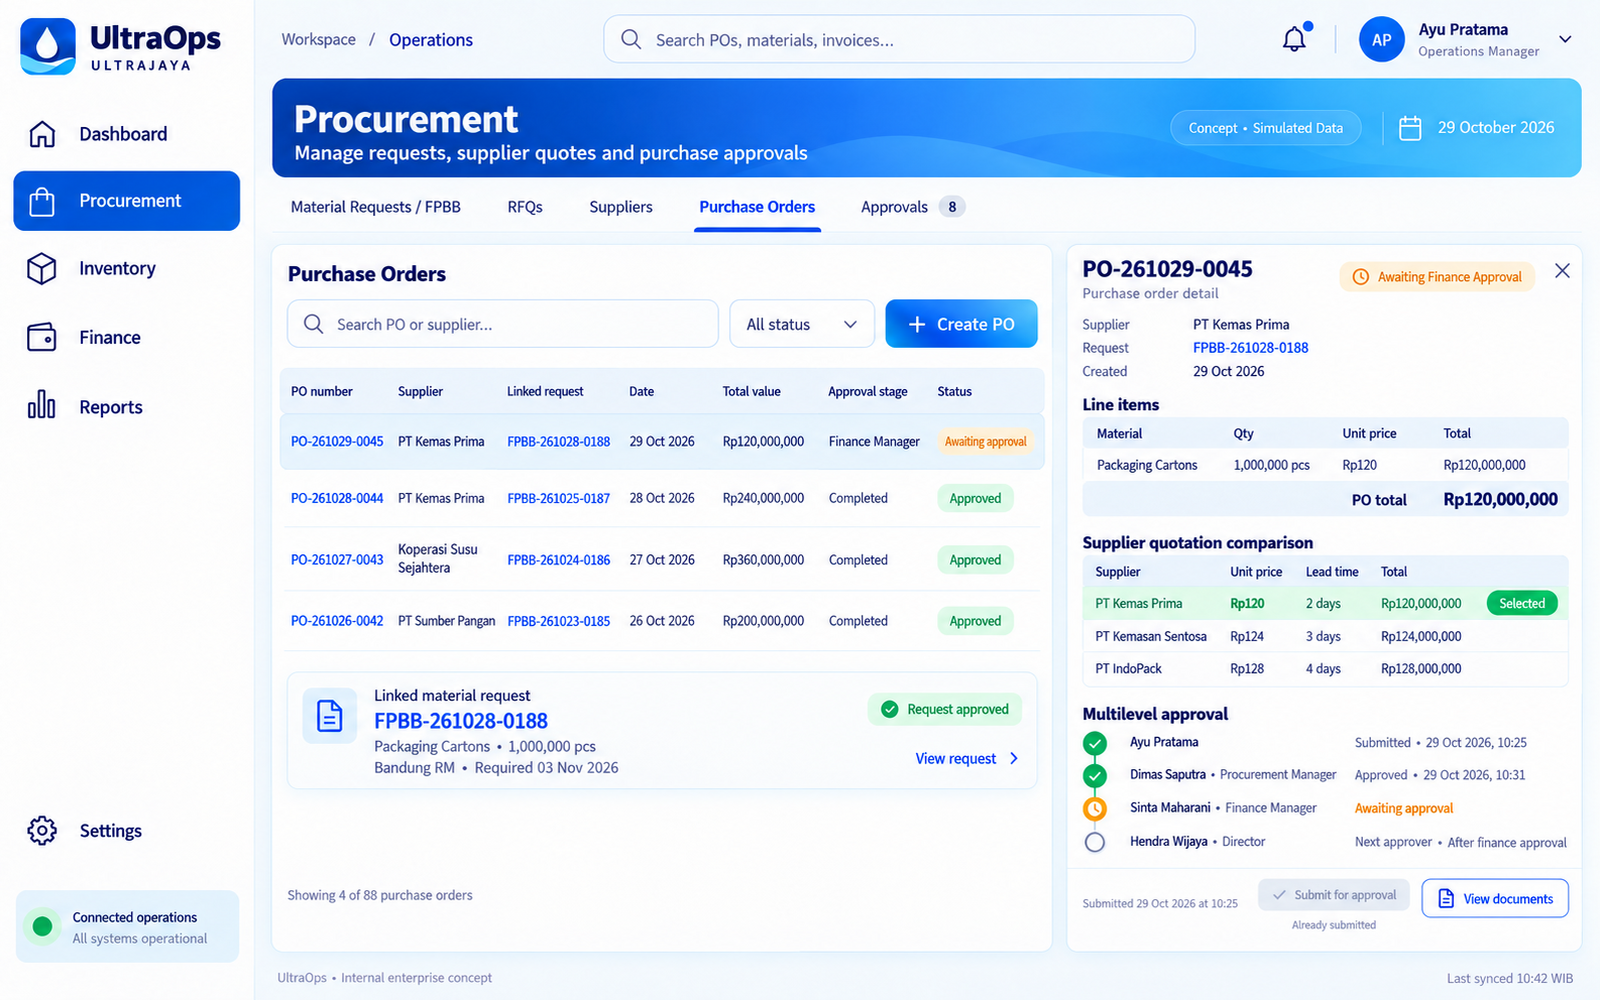 UltraOps
ULTRAJAYA
Workspace / Operations
Search POs, materials, invoices...
AP
Ayu Pratama
Operations Manager
Dashboard
Procurement
Inventory
Finance
Reports
Settings
Connected operations
All systems operational
Procurement
Manage requests, supplier quotes and purchase approvals
Concept • Simulated Data
29 October 2026
Material Requests / FPBB
RFQs
Suppliers
Purchase Orders
Approvals 8
Purchase Orders
Search PO or supplier...
All status
Create PO
PO number Supplier Linked request Date Total value Approval stage Status
PO-261029-0045 PT Kemas Prima FPBB-261028-0188 29 Oct 2026 Rp120,000,000 Finance Manager Awaiting approval
PO-261028-0044 PT Kemas Prima FPBB-261025-0187 28 Oct 2026 Rp240,000,000 Completed Approved
PO-261027-0043 Koperasi Susu Sejahtera FPBB-261024-0186 27 Oct 2026 Rp360,000,000 Completed Approved
PO-261026-0042 PT Sumber Pangan FPBB-261023-0185 26 Oct 2026 Rp200,000,000 Completed Approved
Linked material request
FPBB-261028-0188
Packaging Cartons • 1,000,000 pcs
Bandung RM • Required 03 Nov 2026
Request approved
View request
Showing 4 of 88 purchase orders
PO-261029-0045
Purchase order detail
Awaiting Finance Approval
Supplier PT Kemas Prima
Request FPBB-261028-0188
Created 29 Oct 2026
Line items
Material Qty Unit price Total
Packaging Cartons 1,000,000 pcs Rp120 Rp120,000,000
PO total Rp120,000,000
Supplier quotation comparison
Supplier Unit price Lead time Total
PT Kemas Prima Rp120 2 days Rp120,000,000 Selected
PT Kemasan Sentosa Rp124 3 days Rp124,000,000
PT IndoPack Rp128 4 days Rp128,000,000
Multilevel approval
Ayu Pratama Submitted • 29 Oct 2026, 10:25
Dimas Saputra • Procurement Manager Approved • 29 Oct 2026, 10:31
Sinta Maharani • Finance Manager Awaiting approval
Hendra Wijaya • Director Next approver • After finance approval
Submitted 29 Oct 2026 at 10:25
Submit for approval
Already submitted
View documents
UltraOps • Internal enterprise concept
Last synced 10:42 WIB